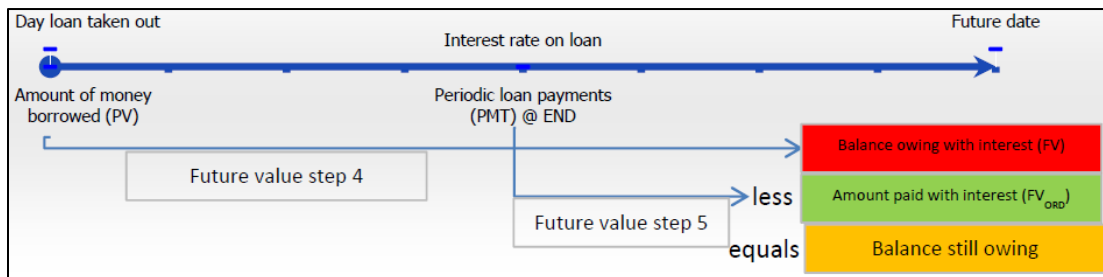 Day loan taken out
Future date
Interest rate on loan
Amount of money
borrowed (PV)
Periodic loan payments
(PMT) @ END
Balance owing with interest (FV)
Future value step 4
less
Amount paid with interest (FV_ORD)
Future value step 5
equals
Balance still owing